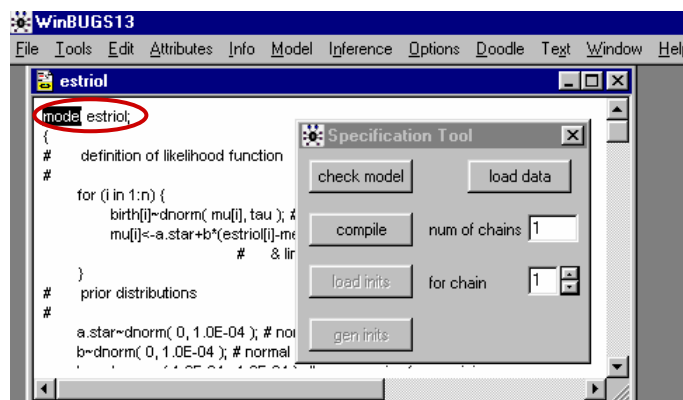 WinBUGS13
File Tools Edit Attributes Info Model Inference Options Doodle Text Window Help
estriol
model estriol;
{
# definition of likelihood function
#
for (i in 1:n) {
birth[i]~dnorm( mu[i], tau ); #
mu[i]<-a.star+b*(estriol[i]-me
# & lin
}
# prior distributions
#
a.star~dnorm( 0, 1.0E-04 ); # nor
b~dnorm( 0, 1.0E-04 ); # normal
Specification Tool
check model load data
compile num of chains 1
load inits for chain 1
gen inits